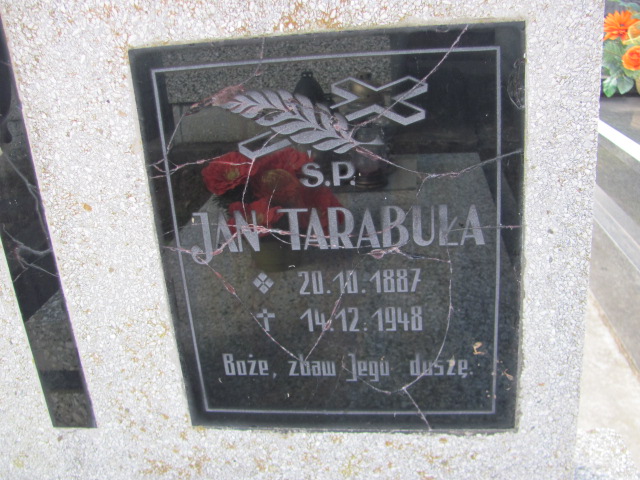 S.P.
JAN TARABUŁA
20.10.1887
14.12.1948
Boże, zbaw Jego duszę.